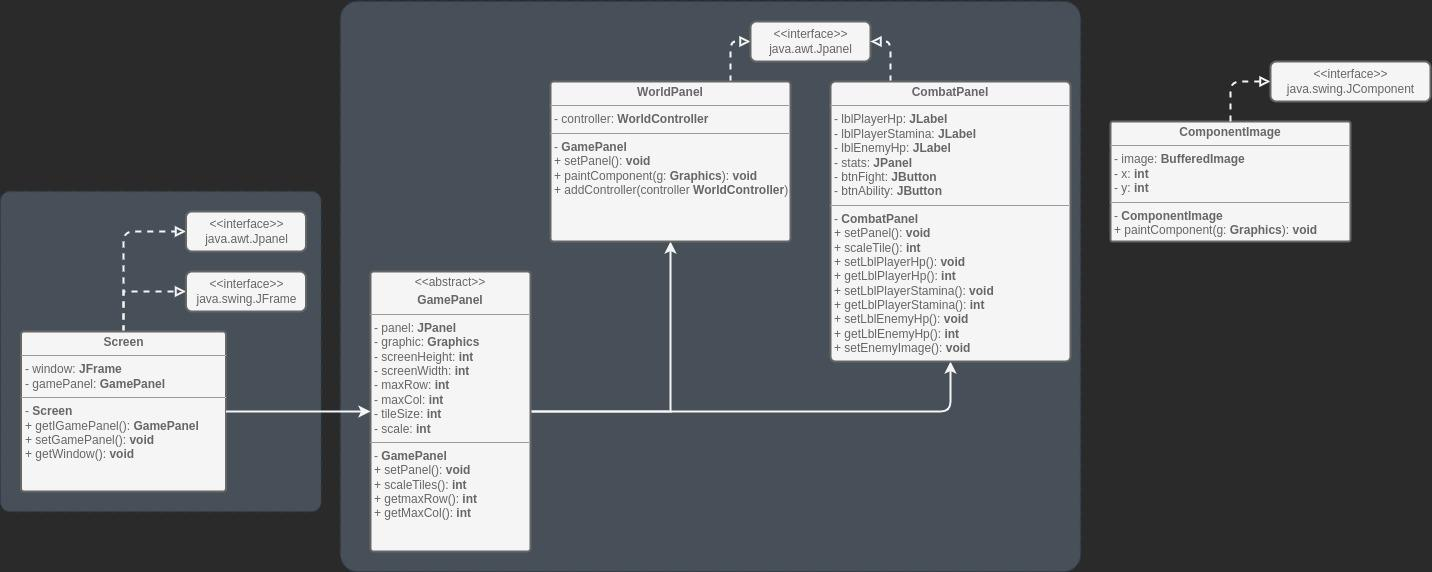 <<interface>>
java.awt.Jpanel
<<interface>>
java.swing.JFrame
Screen
- window: JFrame
- gamePanel: GamePanel
- Screen
+ getIGamePanel(): GamePanel
+ setGamePanel(): void
+ getWindow(): void
<<abstract>>
GamePanel
- panel: JPanel
- graphic: Graphics
- screenHeight: int
- screenWidth: int
- maxRow: int
- maxCol: int
- tileSize: int
- scale: int
- GamePanel
+ setPanel(): void
+ scaleTiles(): int
+ getmaxRow(): int
+ getMaxCol(): int
<<interface>>
java.awt.Jpanel
WorldPanel
- controller: WorldController
- GamePanel
+ setPanel(): void
+ paintComponent(g: Graphics): void
+ addController(controller WorldController)
CombatPanel
- lblPlayerHp: JLabel
- lblPlayerStamina: JLabel
- lblEnemyHp: JLabel
- stats: JPanel
- btnFight: JButton
- btnAbility: JButton
- CombatPanel
+ setPanel(): void
+ scaleTile(): int
+ setLblPlayerHp(): void
+ getLblPlayerHp(): int
+ setLblPlayerStamina(): void
+ getLblPlayerStamina(): int
+ setLblEnemyHp(): void
+ getLblEnemyHp(): int
+ setEnemyImage(): void
<<interface>>
java.swing.JComponent
ComponentImage
- image: BufferedImage
- x: int
- y: int
- ComponentImage
+ paintComponent(g: Graphics): void